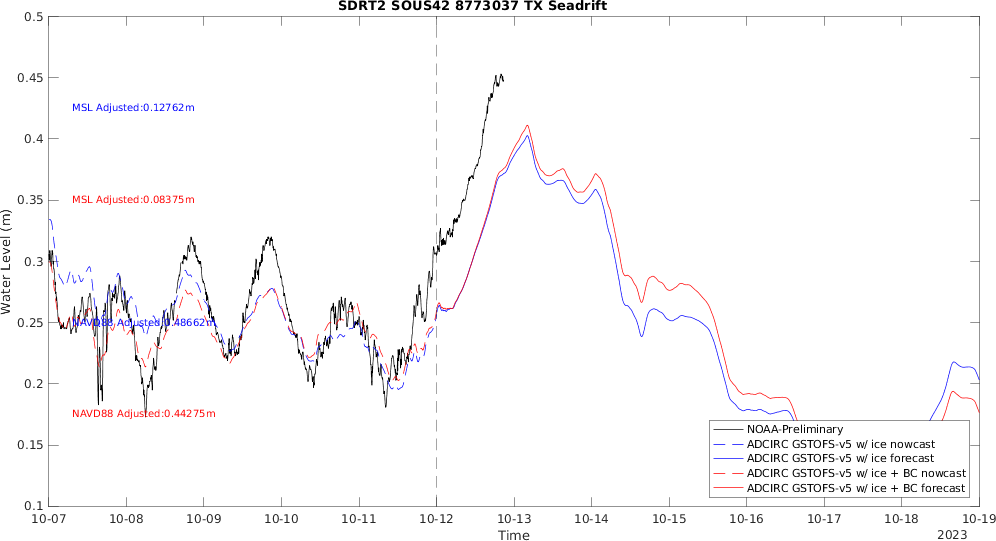 SDRT2 SOUS42 8773037 TX Seadrift
0.5
0.45
0.4
0.35
0.3
0.25
0.2
0.15
0.1
Water Level (m)
MSL Adjusted:0.12762m
MSL Adjusted:0.08375m
NAVD88 Adjusted:0.48662m
NAVD88 Adjusted:0.44275m
NOAA-Preliminary
ADCIRC GSTOFS-v5 w/ ice nowcast
ADCIRC GSTOFS-v5 w/ ice forecast
ADCIRC GSTOFS-v5 w/ ice + BC nowcast
ADCIRC GSTOFS-v5 w/ ice + BC forecast
10-07 10-08 10-09 10-10 10-11 10-12 10-13 10-14 10-15 10-16 10-17 10-18 10-19
Time
2023